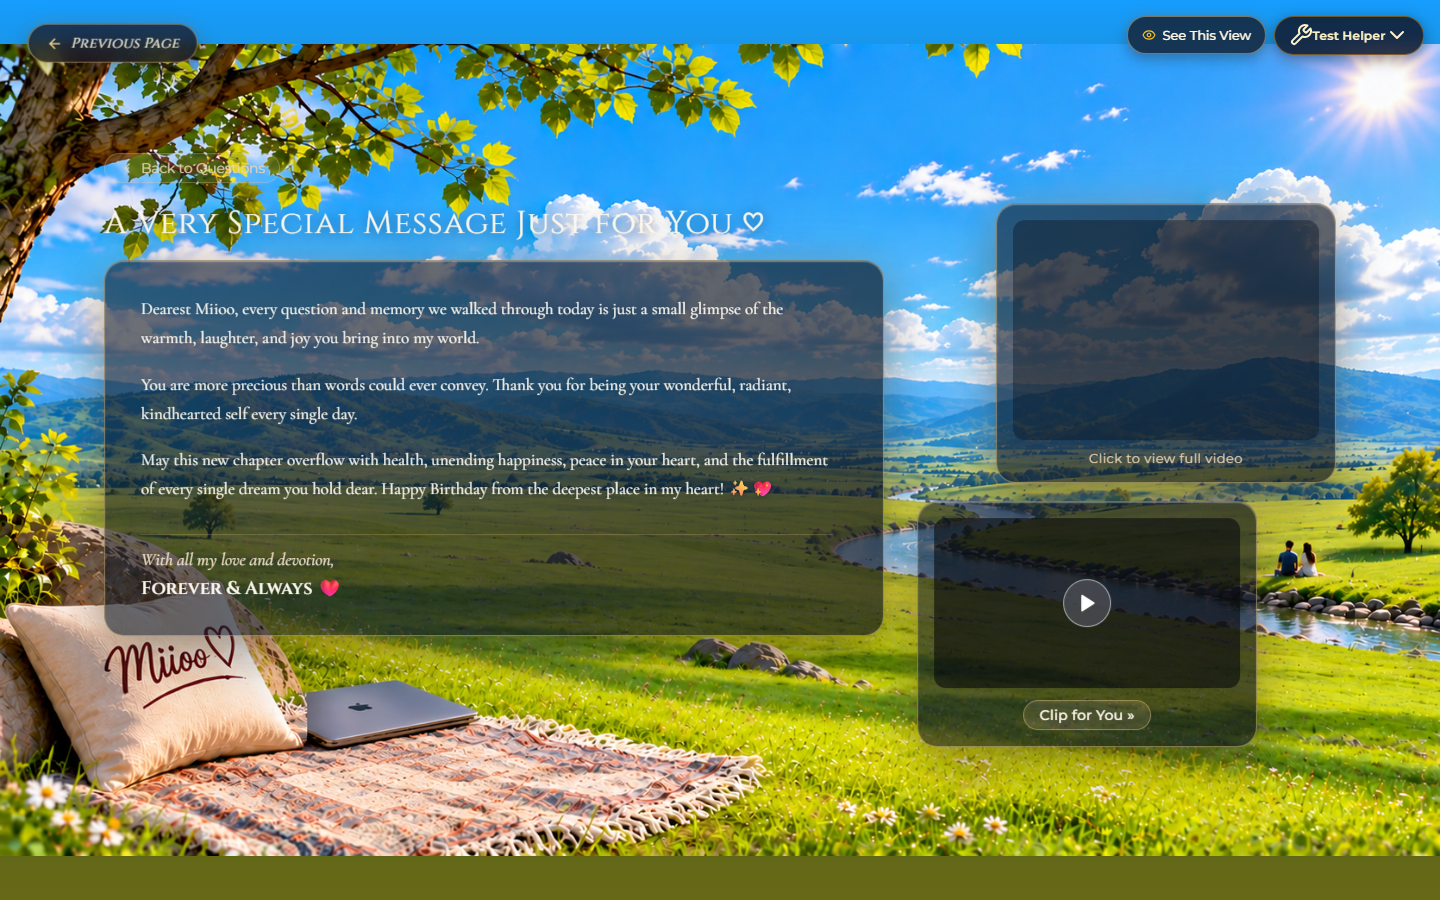 Previous Page
See This View
Test Helper
Back to Questions
A Very Special Message Just for You ♡
Dearest Miioo, every question and memory we walked through today is just a small glimpse of the
warmth, laughter, and joy you bring into my world.
You are more precious than words could ever convey. Thank you for being your wonderful, radiant,
kindhearted self every single day.
May this new chapter overflow with health, unending happiness, peace in your heart, and the fulfillment
of every single dream you hold dear. Happy Birthday from the deepest place in my heart! ✨ 💖
With all my love and devotion,
Forever & Always ❤️
Click to view full video
Clip for You »
Miioo♡